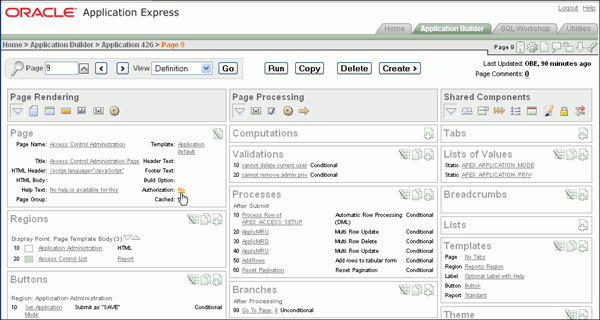 ORACLE Application Express
Logout Help
Home Application Builder SQL Workshop Utilities
Home > Application Builder > Application 426 > Page 9
Page 9
Page 9 View Definition Go Run Copy Delete Create >
Last Updated: OBE, 90 minutes ago
Page Comments: 0
Page Rendering
Page
Page Name: Access Control Administration
Template: Application default
Title: Access Control Administration Page
Header Text:
HTML Header: <script language="JavaScript"
Footer Text:
HTML Body:
Build Option:
Help Text: No help is available for this
Authorization: No
Page Group:
Cached:
Regions
Display Point: Page Template Body (3)
10 Application Administration HTML
20 Access Control List Report
Buttons
Region: Application Administration
10 Set Application Mode Submit as "SAVE" Conditional
Page Processing
Computations
Validations
10 cannot delete current user Conditional
20 cannot remove admin priv Conditional
Processes
After Submit
10 Process Row of APEX_ACCESS_SETUP Automatic Row Processing (DML) Conditional
20 ApplyMRU Multi Row Update Conditional
30 ApplyMRD Multi Row Delete Conditional
40 ApplyMRU Multi Row Update Conditional
50 AddRows Add rows to tabular form Conditional
60 Reset Pagination Reset Pagination Conditional
Branches
After Processing
99 Go To Page 9 Unconditional
Shared Components
Tabs
Lists of Values
Static APEX_APPLICATION_MODE
Static APEX_APPLICATION_PRIV
Breadcrumbs
Lists
Templates
Page No Tabs
Region Reports Region
Label Optional Label with Help
Button Button
Report Standard
Theme